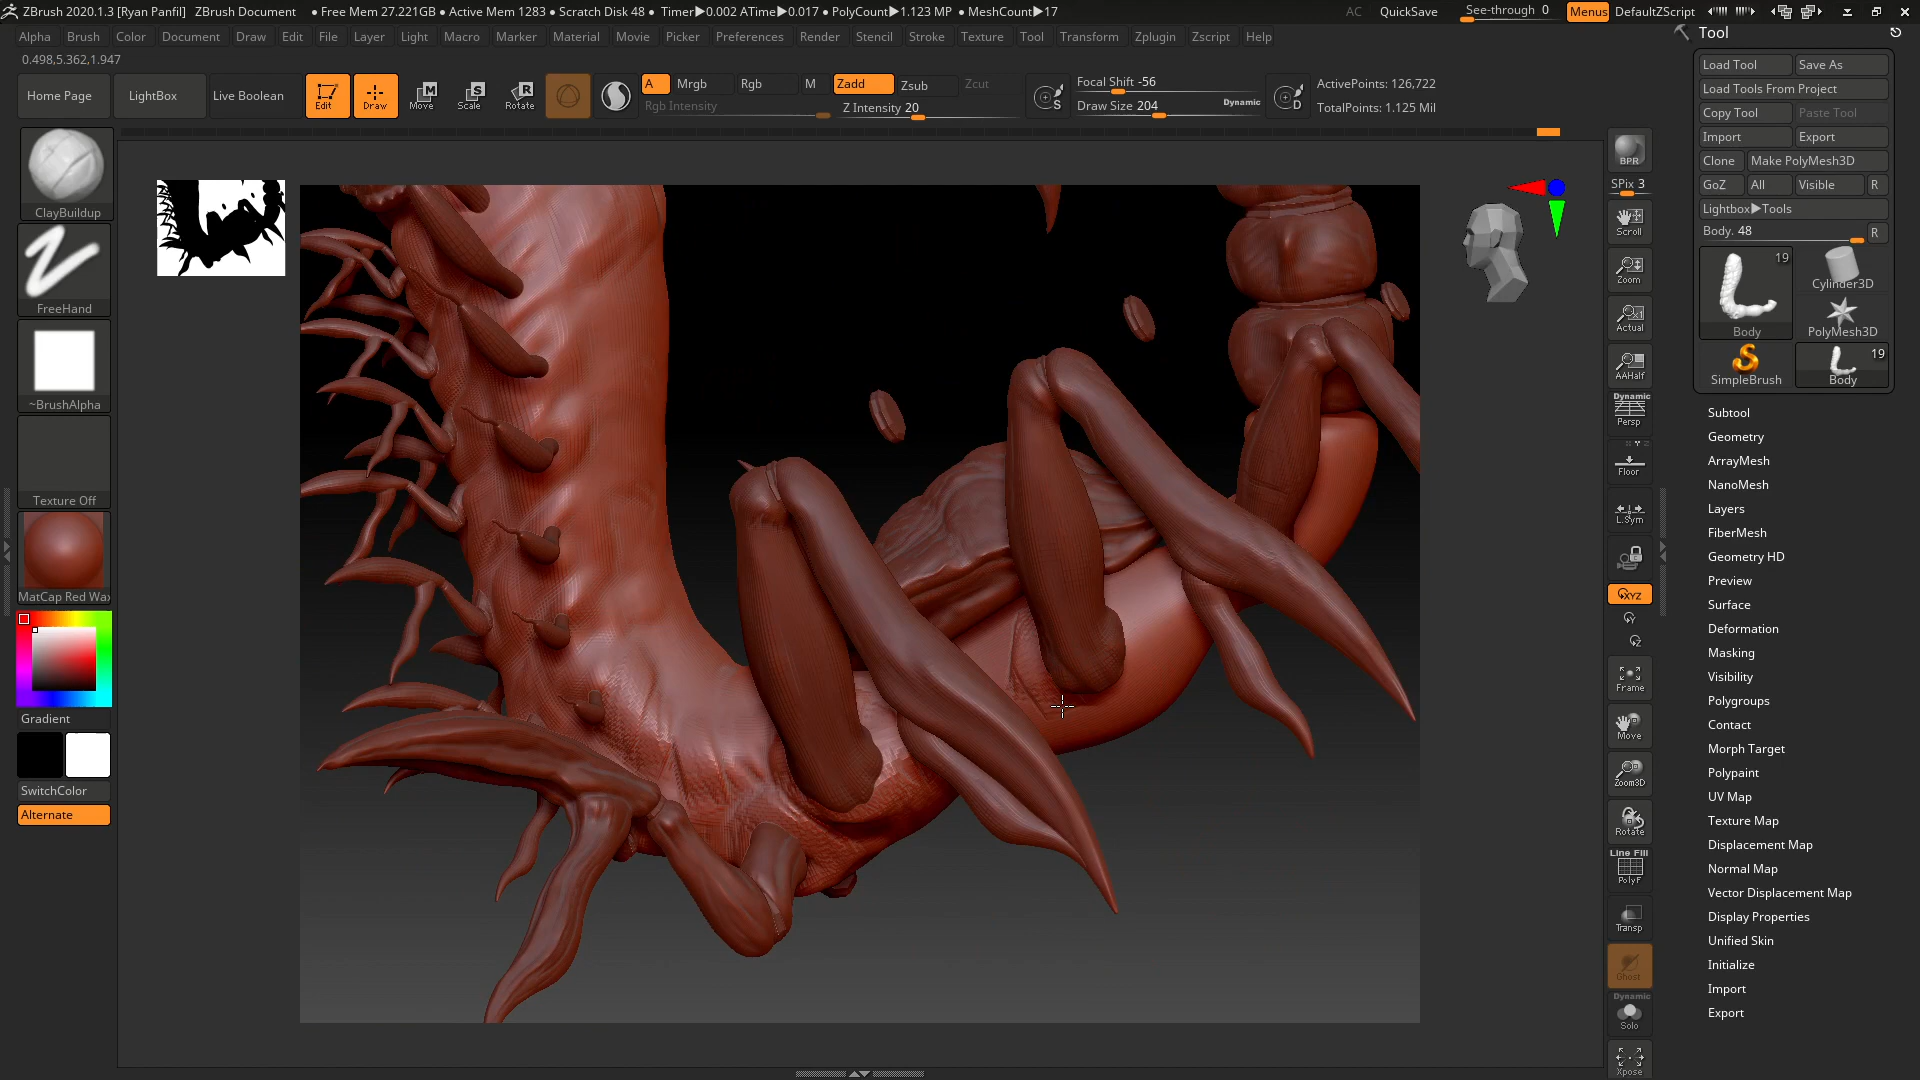 ZBrush 2020.1.3 [Ryan Panfil] ZBrush Document ● Free Mem 27.221GB ● Active Mem 1283 ● Scratch Disk 48 ● Timer▶0.002 ATime▶0.017 ● PolyCount▶1.123 MP ● MeshCount▶17 AC QuickSave See-through 0 Menus DefaultZScript
Alpha Brush Color Document Draw Edit File Layer Light Macro Marker Material Movie Picker Preferences Render Stencil Stroke Texture Tool Transform Zplugin Zscript Help
0.498,5.362,1.947
Home Page LightBox Live Boolean Edit Draw Move Scale Rotate
A Mrgb Rgb M Zadd Zsub Zcut
Rgb Intensity Z Intensity 20
Focal Shift -56
Draw Size 204 Dynamic
S D
ActivePoints: 126,722
TotalPoints: 1.125 Mil
ClayBuildup
FreeHand
~BrushAlpha
Texture Off
MatCap Red Wax
Gradient
SwitchColor
Alternate
BPR
SPix 3
Scroll
Zoom
Actual
AAHalf
Dynamic
Persp
Floor
L.Sym
XYZ
Y
Z
Frame
Move
Zoom3D
Rotate
Line Fill
PolyF
Transp
Ghost
Dynamic
Solo
Xpose
Tool
Load Tool Save As
Load Tools From Project
Copy Tool Paste Tool
Import Export
Clone Make PolyMesh3D
GoZ All Visible R
Lightbox▶Tools
Body. 48 R
19
Cylinder3D
Body PolyMesh3D
19
SimpleBrush Body
Subtool
Geometry
ArrayMesh
NanoMesh
Layers
FiberMesh
Geometry HD
Preview
Surface
Deformation
Masking
Visibility
Polygroups
Contact
Morph Target
Polypaint
UV Map
Texture Map
Displacement Map
Normal Map
Vector Displacement Map
Display Properties
Unified Skin
Initialize
Import
Export